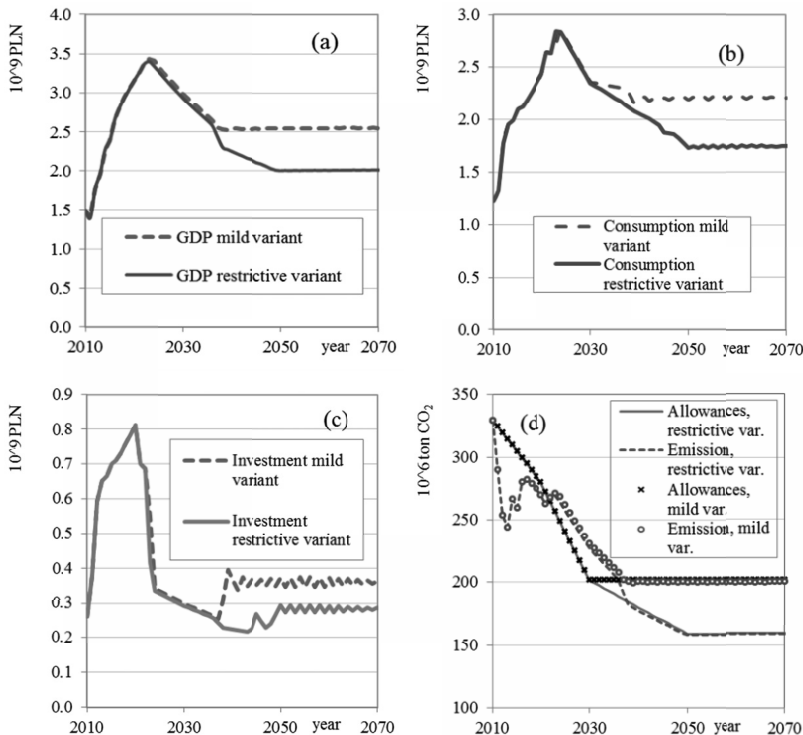 10^9 PLN
4.0
3.5
3.0
2.5
2.0
1.5
1.0
0.5
0.0
(a)
GDP mild variant
GDP restrictive variant
2010 2030 2050 year 2070
10^9 PLN
3.0
2.5
2.0
1.5
1.0
0.5
0.0
(b)
Consumption mild
variant
Consumption
restrictive variant
2010 2030 2050 year 2070
10^9 PLN
0.9
0.8
0.7
0.6
0.5
0.4
0.3
0.2
0.1
0.0
(c)
Investment mild
variant
Investment
restrictive variant
2010 2030 2050 year 2070
10^6 ton CO2
350
300
250
200
150
100
(d)
Allowances,
restrictive var.
Emission,
restrictive var.
Allowances,
mild var
Emission, mild
var.
2010 2030 2050 year 2070